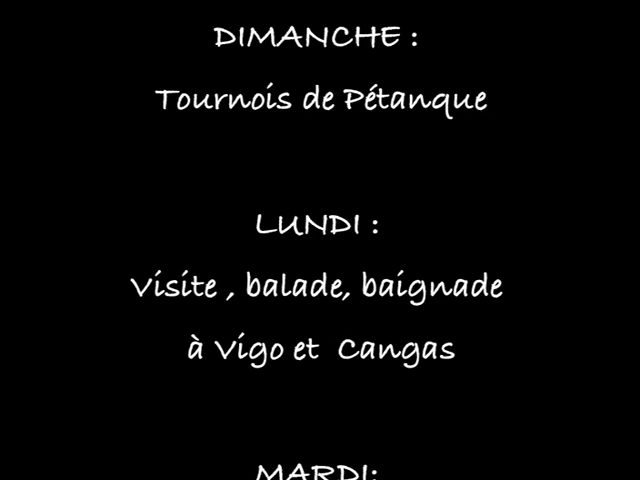 DIMANCHE :
Tournois de Pétanque
LUNDI :
Visite , balade, baignade
à Vigo et Cangas
MARDI: